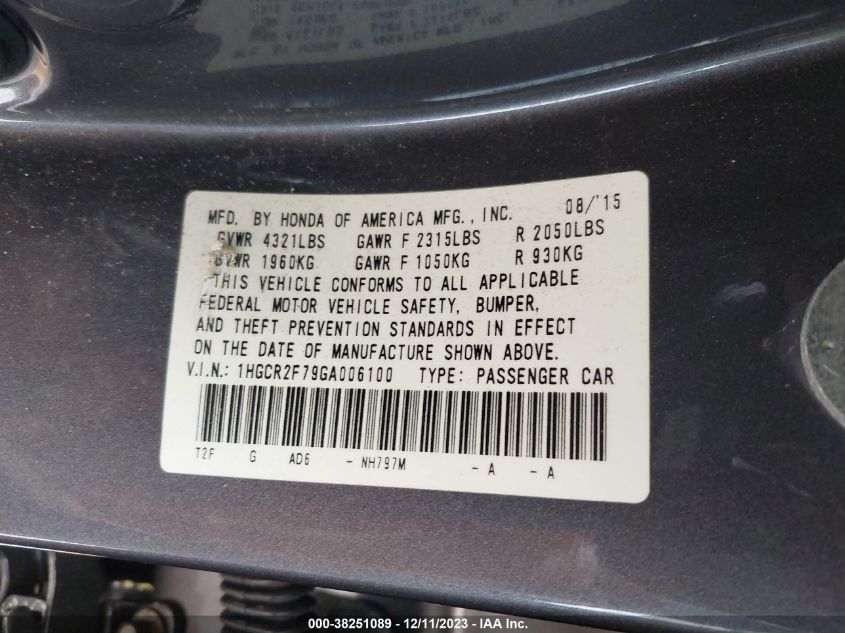 MFD. BY HONDA OF AMERICA MFG., INC. 08/'15
GVWR 4321LBS GAWR F 2315LBS R 2050LBS
GVWR 1960KG GAWR F 1050KG R 930KG
THIS VEHICLE CONFORMS TO ALL APPLICABLE
FEDERAL MOTOR VEHICLE SAFETY, BUMPER,
AND THEFT PREVENTION STANDARDS IN EFFECT
ON THE DATE OF MANUFACTURE SHOWN ABOVE.
V.I.N.: 1HGCR2F79GA006100 TYPE: PASSENGER CAR
T2F G AD6 - NH797M - A - A
000-38251089 - 12/11/2023 - IAA Inc.